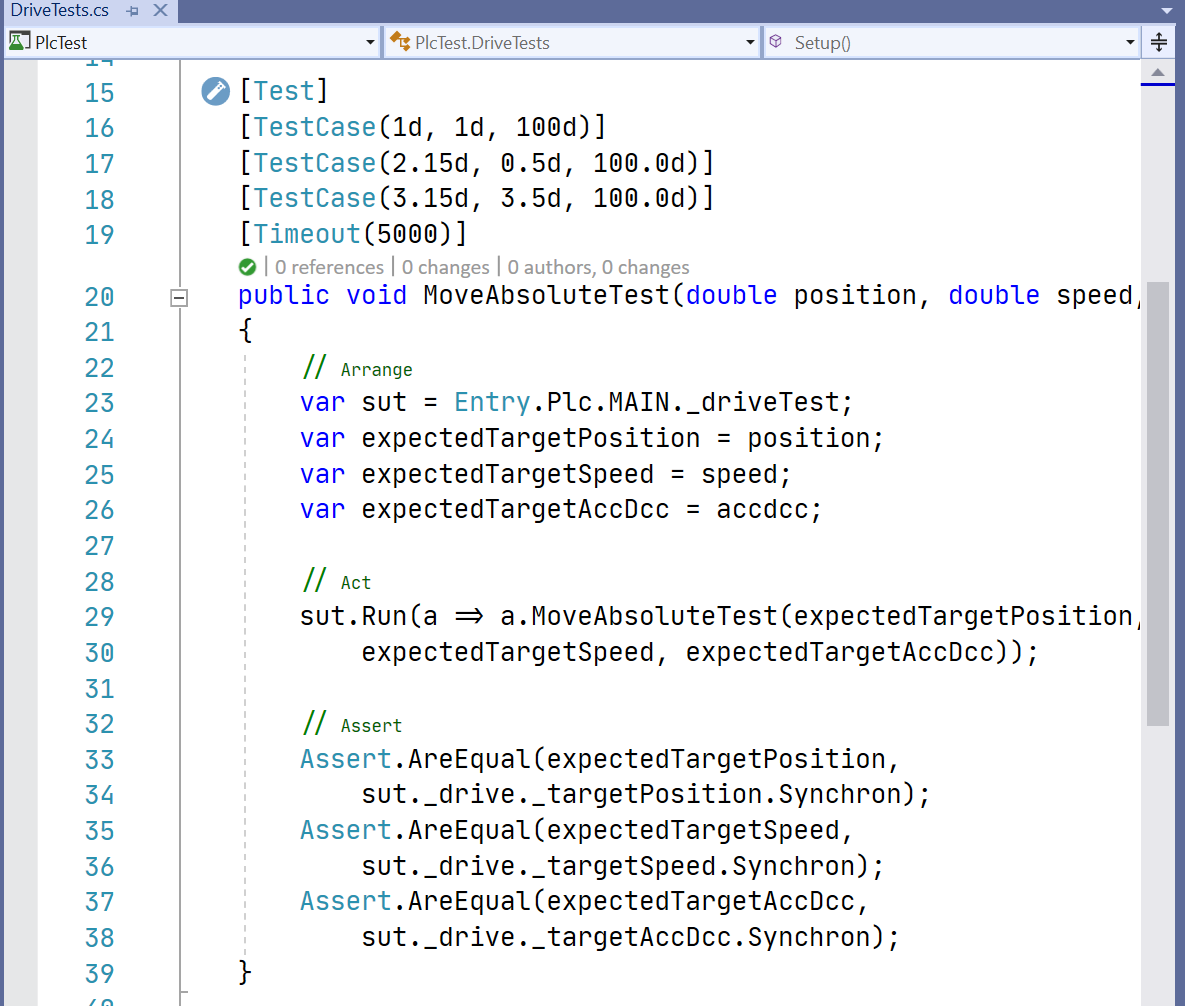 DriveTests.cs
PlcTest PlcTest.DriveTests Setup()
14
15 [Test]
16 [TestCase(1d, 1d, 100d)]
17 [TestCase(2.15d, 0.5d, 100.0d)]
18 [TestCase(3.15d, 3.5d, 100.0d)]
19 [Timeout(5000)]
| 0 references | 0 changes | 0 authors, 0 changes
20 public void MoveAbsoluteTest(double position, double speed,
21 {
22 // Arrange
23 var sut = Entry.Plc.MAIN._driveTest;
24 var expectedTargetPosition = position;
25 var expectedTargetSpeed = speed;
26 var expectedTargetAccDcc = accdcc;
27
28 // Act
29 sut.Run(a => a.MoveAbsoluteTest(expectedTargetPosition,
30 expectedTargetSpeed, expectedTargetAccDcc));
31
32 // Assert
33 Assert.AreEqual(expectedTargetPosition,
34 sut._drive._targetPosition.Synchron);
35 Assert.AreEqual(expectedTargetSpeed,
36 sut._drive._targetSpeed.Synchron);
37 Assert.AreEqual(expectedTargetAccDcc,
38 sut._drive._targetAccDcc.Synchron);
39 }
40